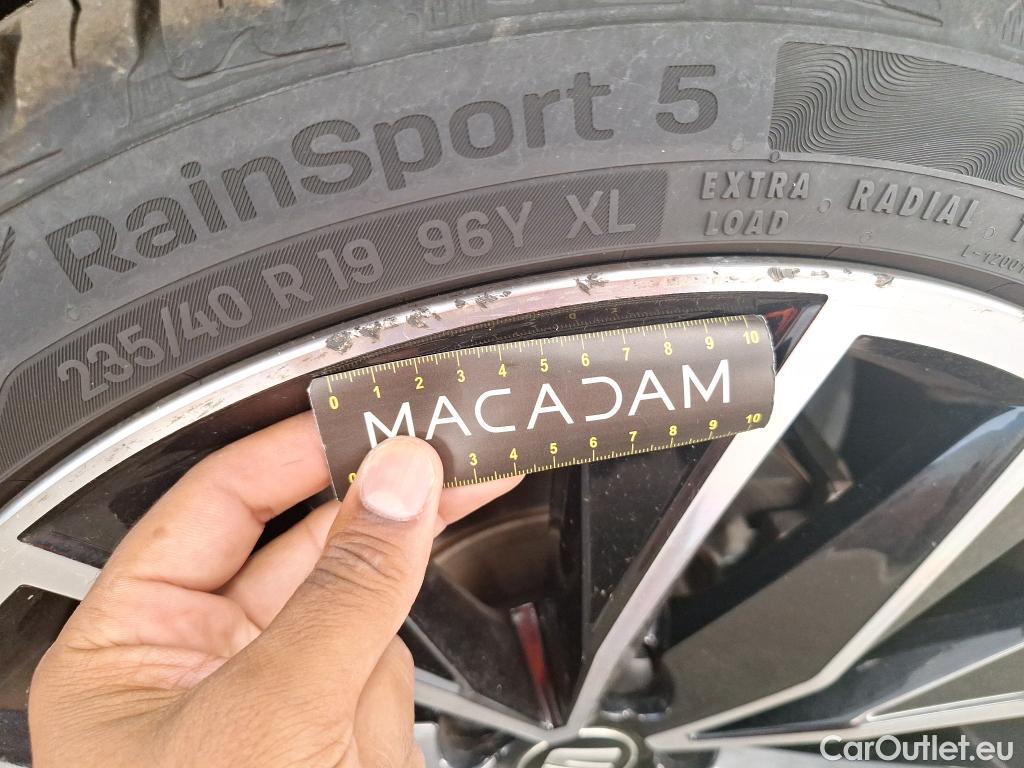 RainSport 5
235/40 R 19 96Y XL
EXTRA LOAD
RADIAL
0 1 2 3 4 5 6 7 8 9 10
MACADAM
3 4 5 6 7 8 9 10
CarOutlet.eu